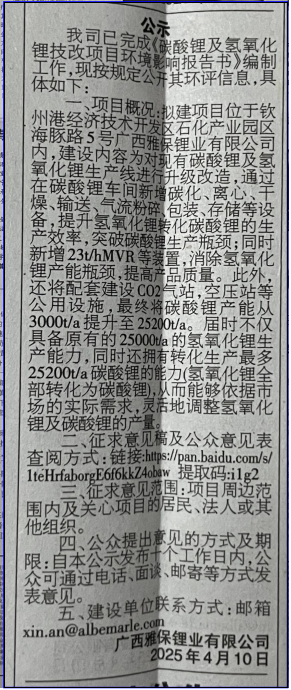 公示
我司已完成《碳酸锂及氢氧化
锂技改项目环境影响报告书》编制
工作，现按规定公开其环评信息，具
体如下：
一、项目概况：拟建项目位于钦
州港经济技术开发区石化产业园区
海豚路5号广西雅保锂业有限公司
内，建设内容为对现有碳酸锂及氢
氧化锂生产线进行升级改造，通过
在碳酸锂车间新增碳化、离心、干
燥、输送、气流粉碎、包装、存储等设
备，提升氢氧化锂转化碳酸锂的生
产效率，突破碳酸锂生产瓶颈；同时
新增23t/hMVR等装置，消除氢氧化
锂产能瓶颈，提高产品质量。此外，
还将配套建设CO2气站，空压站等
公用设施，最终将碳酸锂产能从
3000t/a提升至25200t/a。届时不仅
具备原有的25000t/a的氢氧化锂生
产能力，同时还拥有转化生产最多
25200t/a碳酸锂的能力(氢氧化锂全
部转化为碳酸锂)，从而能够依据市
场的实际需求，灵活地调整氢氧化
锂及碳酸锂的产量。
二、征求意见稿及公众意见表
查阅方式：链接:https://pan.baidu.com/s/
1teHrfaborgE6f6kkZ4obaw 提取码:i1g2
三、征求意见范围：项目周边范
围内及关心项目的居民、法人或其
他组织。
四、公众提出意见的方式及期
限：自本公示发布十个工作日内，公
众可通过电话、面谈、邮寄等方式发
表意见。
五、建设单位联系方式：邮箱
xin.an@albemarle.com
广西雅保锂业有限公司
2025年4月10日